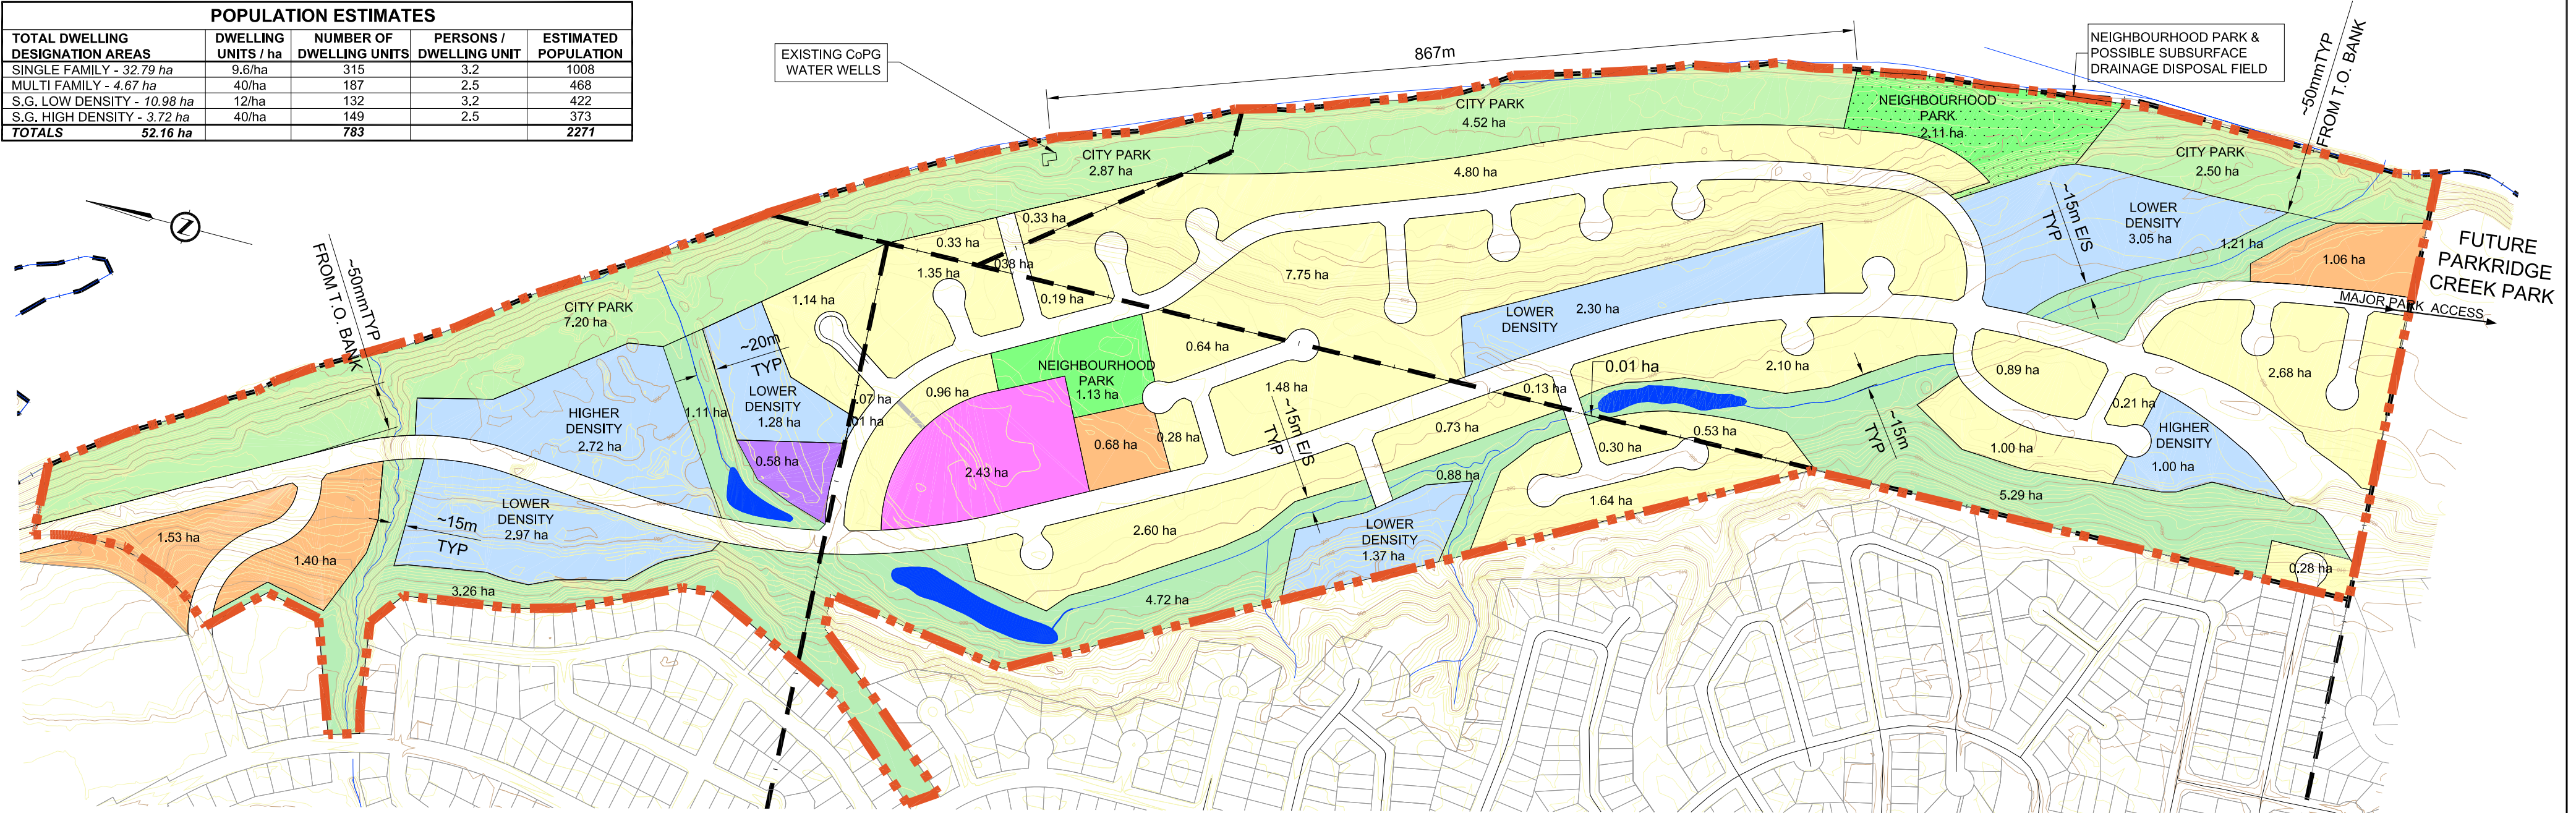 POPULATION ESTIMATES
TOTAL DWELLING DESIGNATION AREAS DWELLING UNITS / ha NUMBER OF DWELLING UNITS PERSONS / DWELLING UNIT ESTIMATED POPULATION
SINGLE FAMILY - 32.79 ha 9.6/ha 315 3.2 1008
MULTI FAMILY - 4.67 ha 40/ha 187 2.5 468
S.G. LOW DENSITY - 10.98 ha 12/ha 132 3.2 422
S.G. HIGH DENSITY - 3.72 ha 40/ha 149 2.5 373
TOTALS 52.16 ha 783 2271
EXISTING CoPG
WATER WELLS
867m
NEIGHBOURHOOD PARK &
POSSIBLE SUBSURFACE
DRAINAGE DISPOSAL FIELD
~50mmTYP
FROM T.O. BANK
CITY PARK
4.52 ha
NEIGHBOURHOOD
PARK
2.11 ha
CITY PARK
2.87 ha
CITY PARK
2.50 ha
4.80 ha
Z
~50mmTYP
FROM T.O. BANK
0.33 ha
0.33 ha
1.35 ha
.038 ha
0.19 ha
7.75 ha
~15m E/S
TYP
LOWER
DENSITY
3.05 ha
1.21 ha
1.06 ha
FUTURE
PARKRIDGE
CREEK PARK
MAJOR PARK ACCESS
CITY PARK
7.20 ha
1.14 ha
LOWER
DENSITY
2.30 ha
~20m
TYP
0.64 ha
NEIGHBOURHOOD
PARK
1.13 ha
0.01 ha
2.10 ha
0.89 ha
2.68 ha
HIGHER
DENSITY
2.72 ha
1.11 ha
LOWER
DENSITY
1.28 ha
.07 ha
.01 ha
0.96 ha
1.48 ha
~15m E/S
TYP
0.13 ha
0.73 ha
0.53 ha
0.30 ha
~15m
TYP
0.21 ha
HIGHER
DENSITY
1.00 ha
1.00 ha
0.58 ha
2.43 ha
0.68 ha
0.28 ha
0.88 ha
1.64 ha
5.29 ha
1.53 ha
1.40 ha
~15m
TYP
LOWER
DENSITY
2.97 ha
2.60 ha
LOWER
DENSITY
1.37 ha
0.28 ha
3.26 ha
4.72 ha